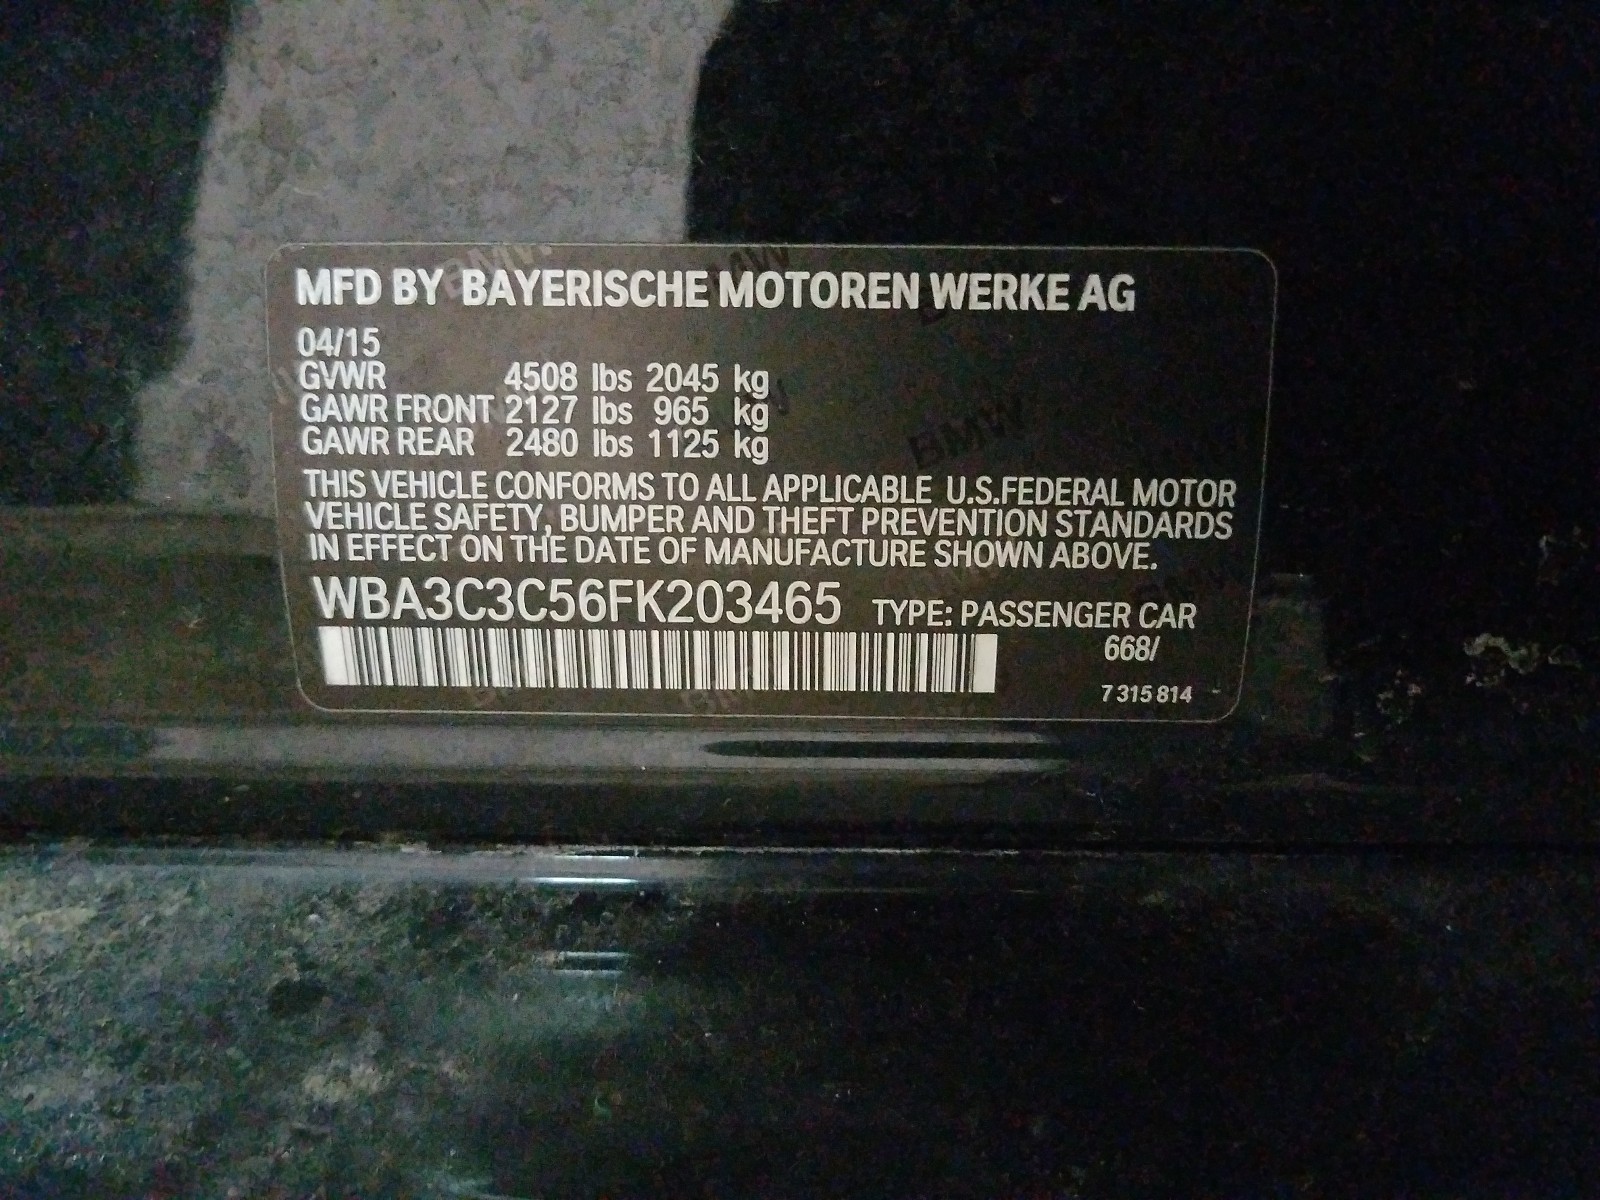 MFD BY BAYERISCHE MOTOREN WERKE AG
04/15
GVWR 4508 lbs 2045 kg
GAWR FRONT 2127 lbs 965 kg
GAWR REAR 2480 lbs 1125 kg
THIS VEHICLE CONFORMS TO ALL APPLICABLE U.S.FEDERAL MOTOR
VEHICLE SAFETY, BUMPER AND THEFT PREVENTION STANDARDS
IN EFFECT ON THE DATE OF MANUFACTURE SHOWN ABOVE.
WBA3C3C56FK203465 TYPE: PASSENGER CAR
668/
7 315 814